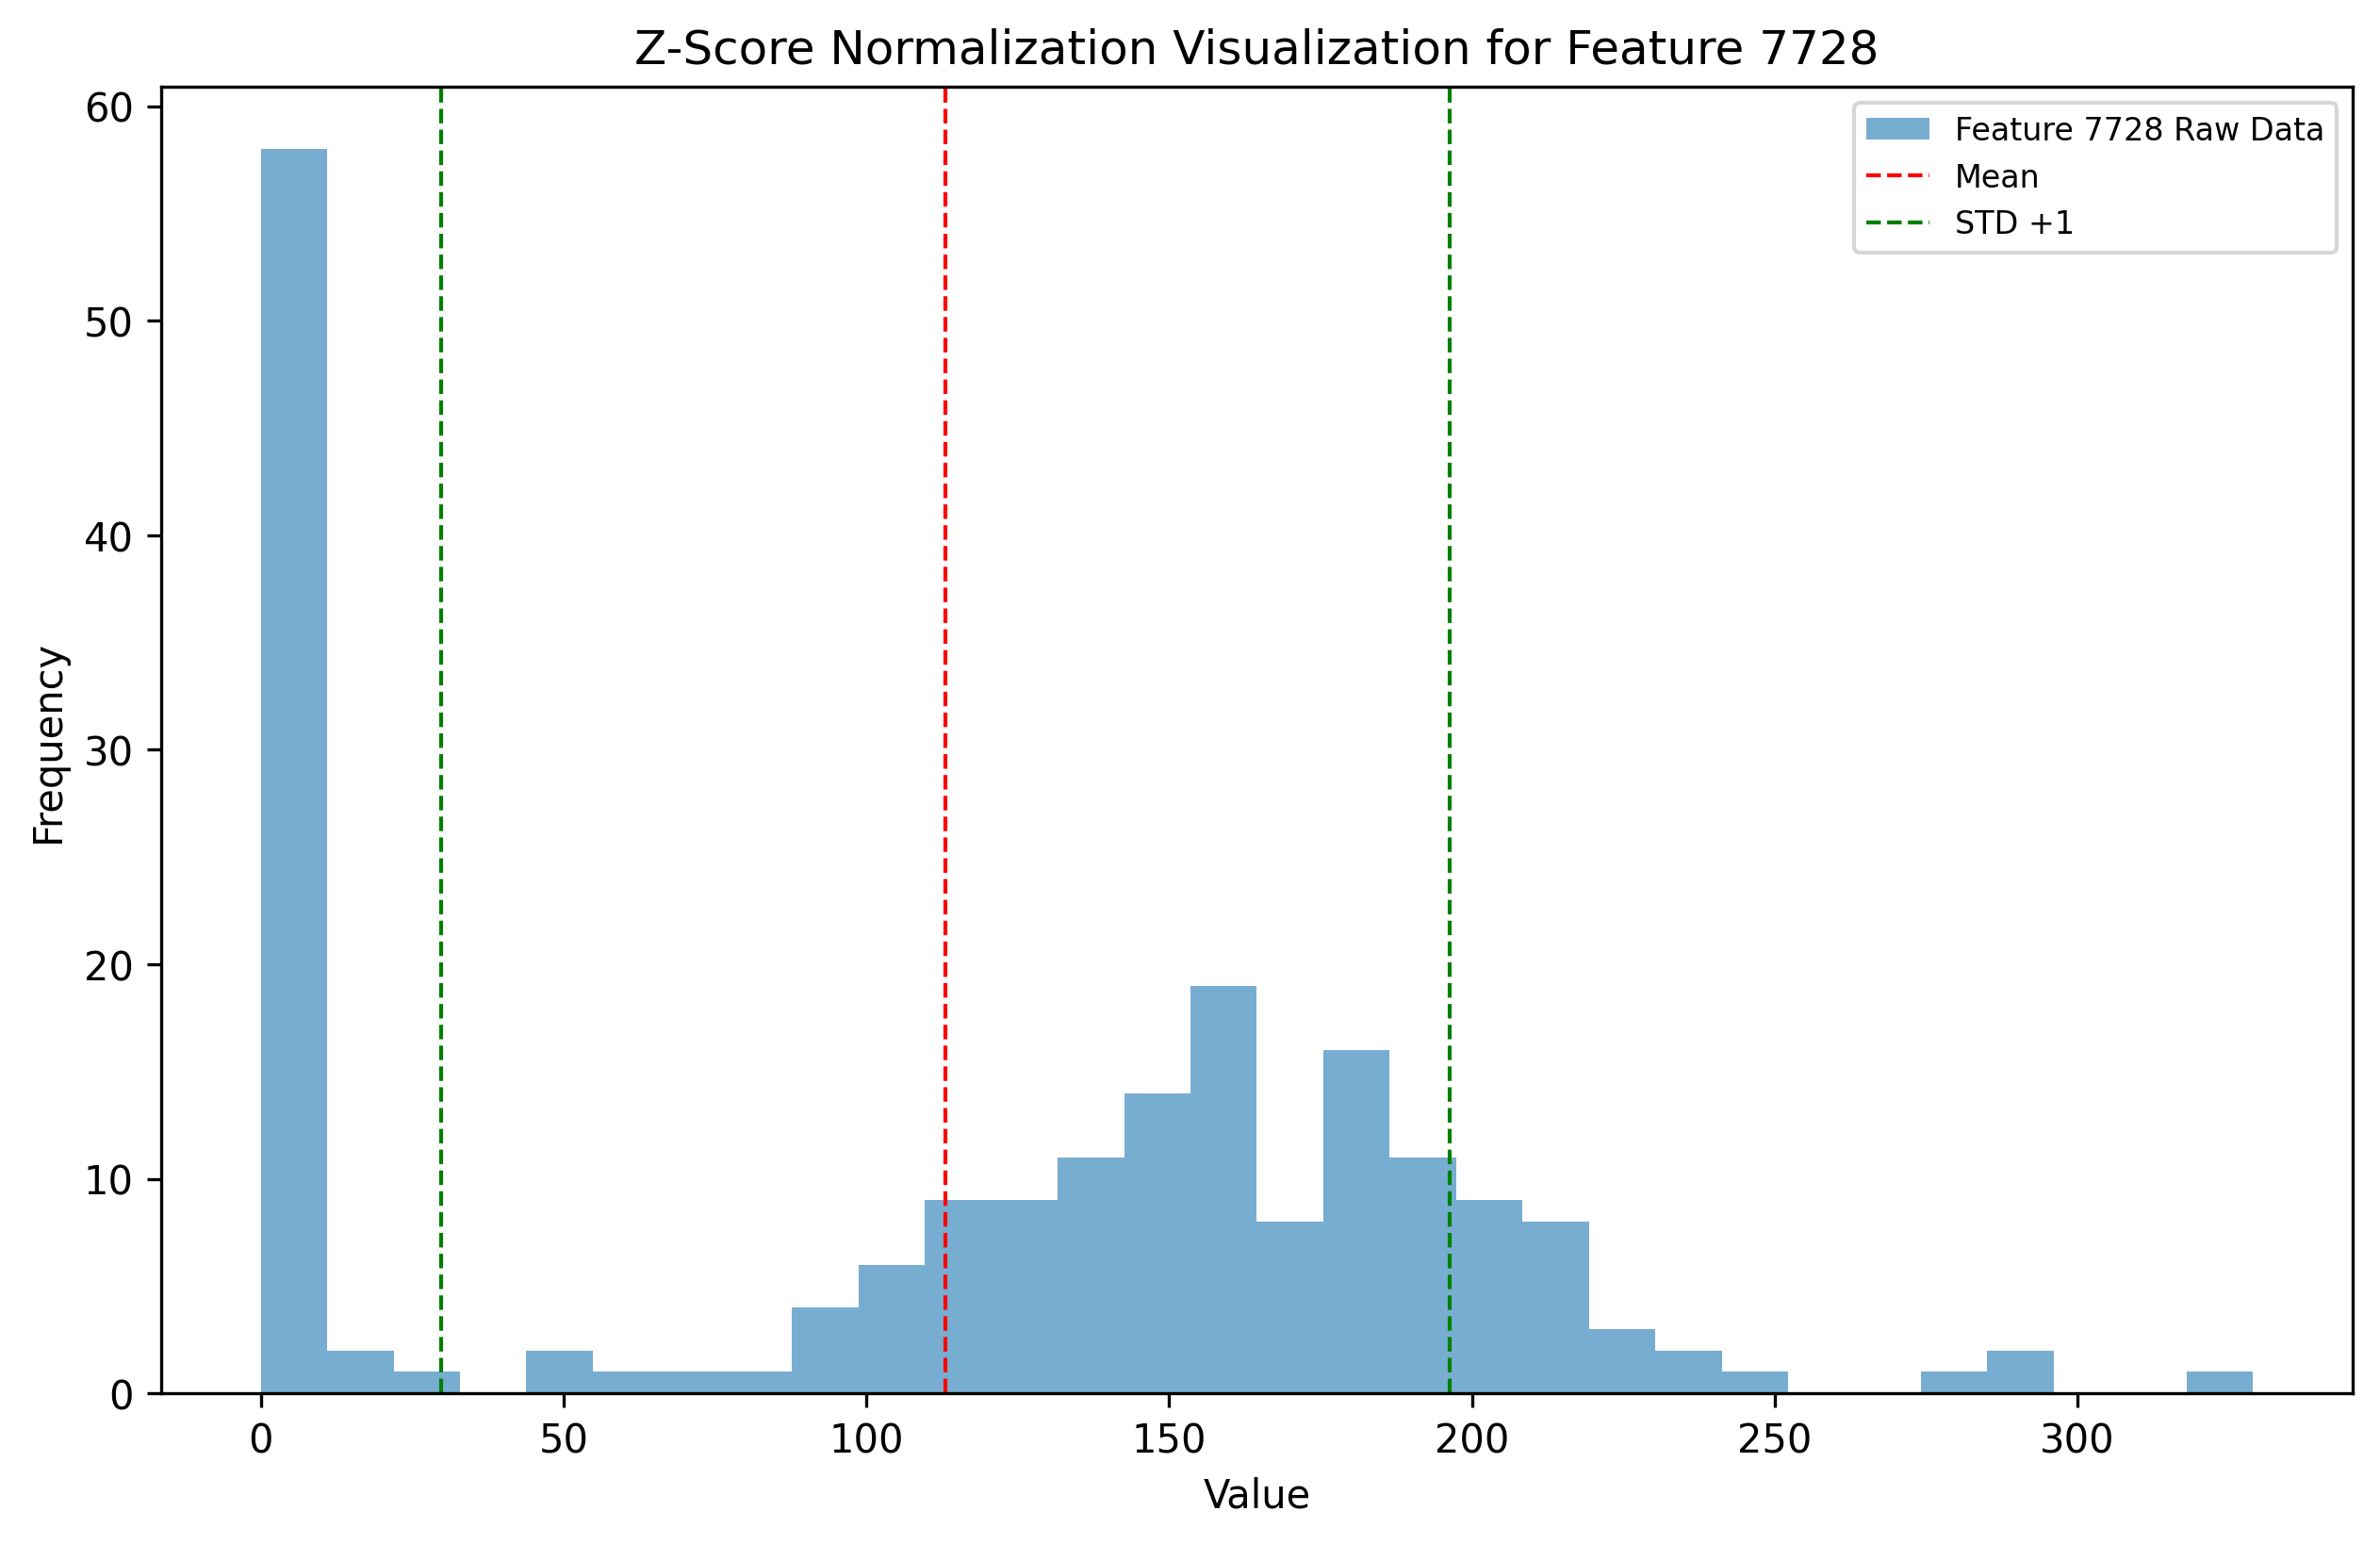 Z-Score Normalization Visualization for Feature 7728
Feature 7728 Raw Data
Mean
STD +1
60
50
40
30
20
10
0
Frequency
0 50 100 150 200 250 300
Value